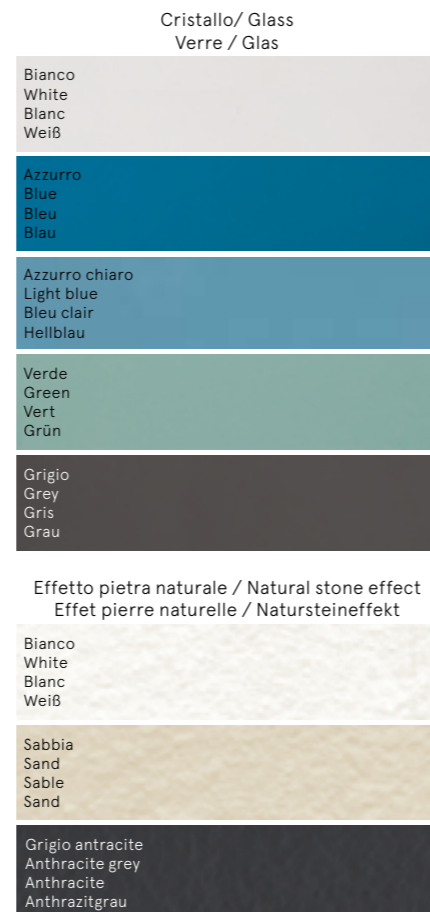 Cristallo/ Glass
Verre / Glas
Bianco
White
Blanc
Weiß
Azzurro
Blue
Bleu
Blau
Azzurro chiaro
Light blue
Bleu clair
Hellblau
Verde
Green
Vert
Grün
Grigio
Grey
Gris
Grau
Effetto pietra naturale / Natural stone effect
Effet pierre naturelle / Natursteineffekt
Bianco
White
Blanc
Weiß
Sabbia
Sand
Sable
Sand
Grigio antracite
Anthracite grey
Anthracite
Anthrazitgrau